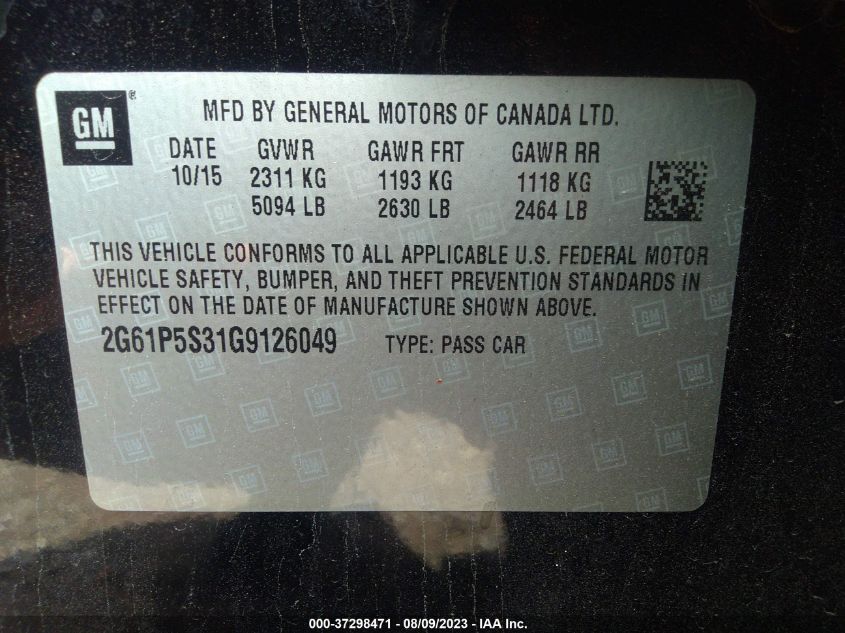 GM®
MFD BY GENERAL MOTORS OF CANADA LTD.
DATE GVWR GAWR FRT GAWR RR
10/15 2311 KG 1193 KG 1118 KG
5094 LB 2630 LB 2464 LB
THIS VEHICLE CONFORMS TO ALL APPLICABLE U.S. FEDERAL MOTOR
VEHICLE SAFETY, BUMPER, AND THEFT PREVENTION STANDARDS IN
EFFECT ON THE DATE OF MANUFACTURE SHOWN ABOVE.
2G61P5S31G9126049 TYPE: PASS CAR
000-37298471 - 08/09/2023 - IAA Inc.